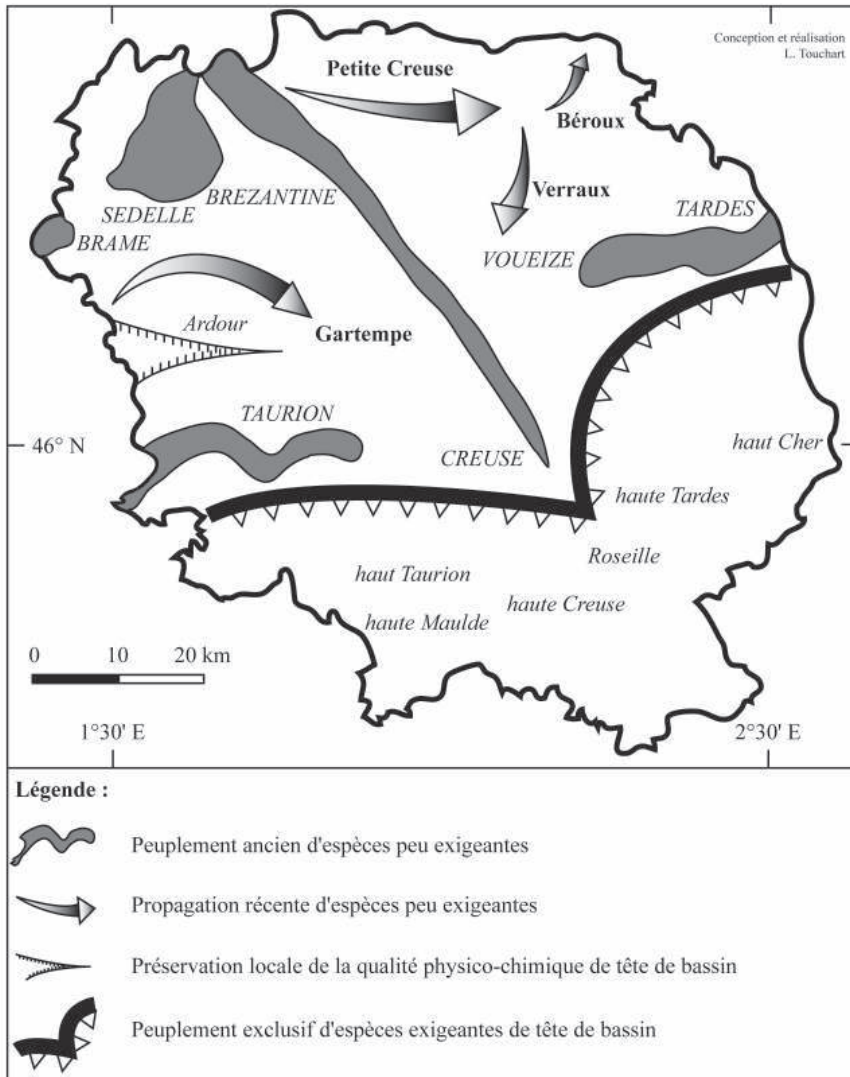 Conception et réalisation
L. Touchart
Petite Creuse
Béroux
Verraux
BREZANTINE
SEDELLE
TARDES
BRAME
VOUEIZE
Ardour
Gartempe
TAURION
46° N
CREUSE
haut Cher
haute Tardes
Roseille
haut Taurion
haute Creuse
haute Maulde
0 10 20 km
1°30' E
2°30' E
Légende :
Peuplement ancien d'espèces peu exigeantes
Propagation récente d'espèces peu exigeantes
Préservation locale de la qualité physico-chimique de tête de bassin
Peuplement exclusif d'espèces exigeantes de tête de bassin